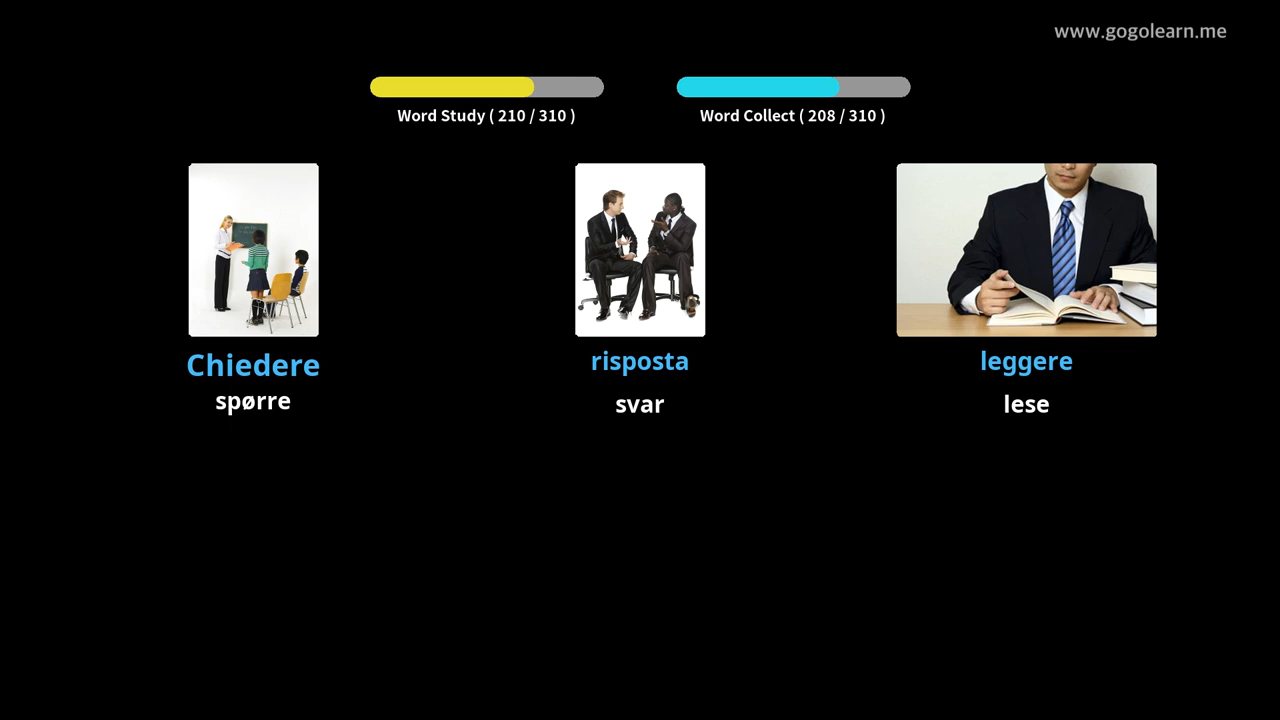 www.gogolearn.me
Word Study ( 210 / 310 )
Word Collect ( 208 / 310 )
Chiedere
spørre
risposta
svar
leggere
lese